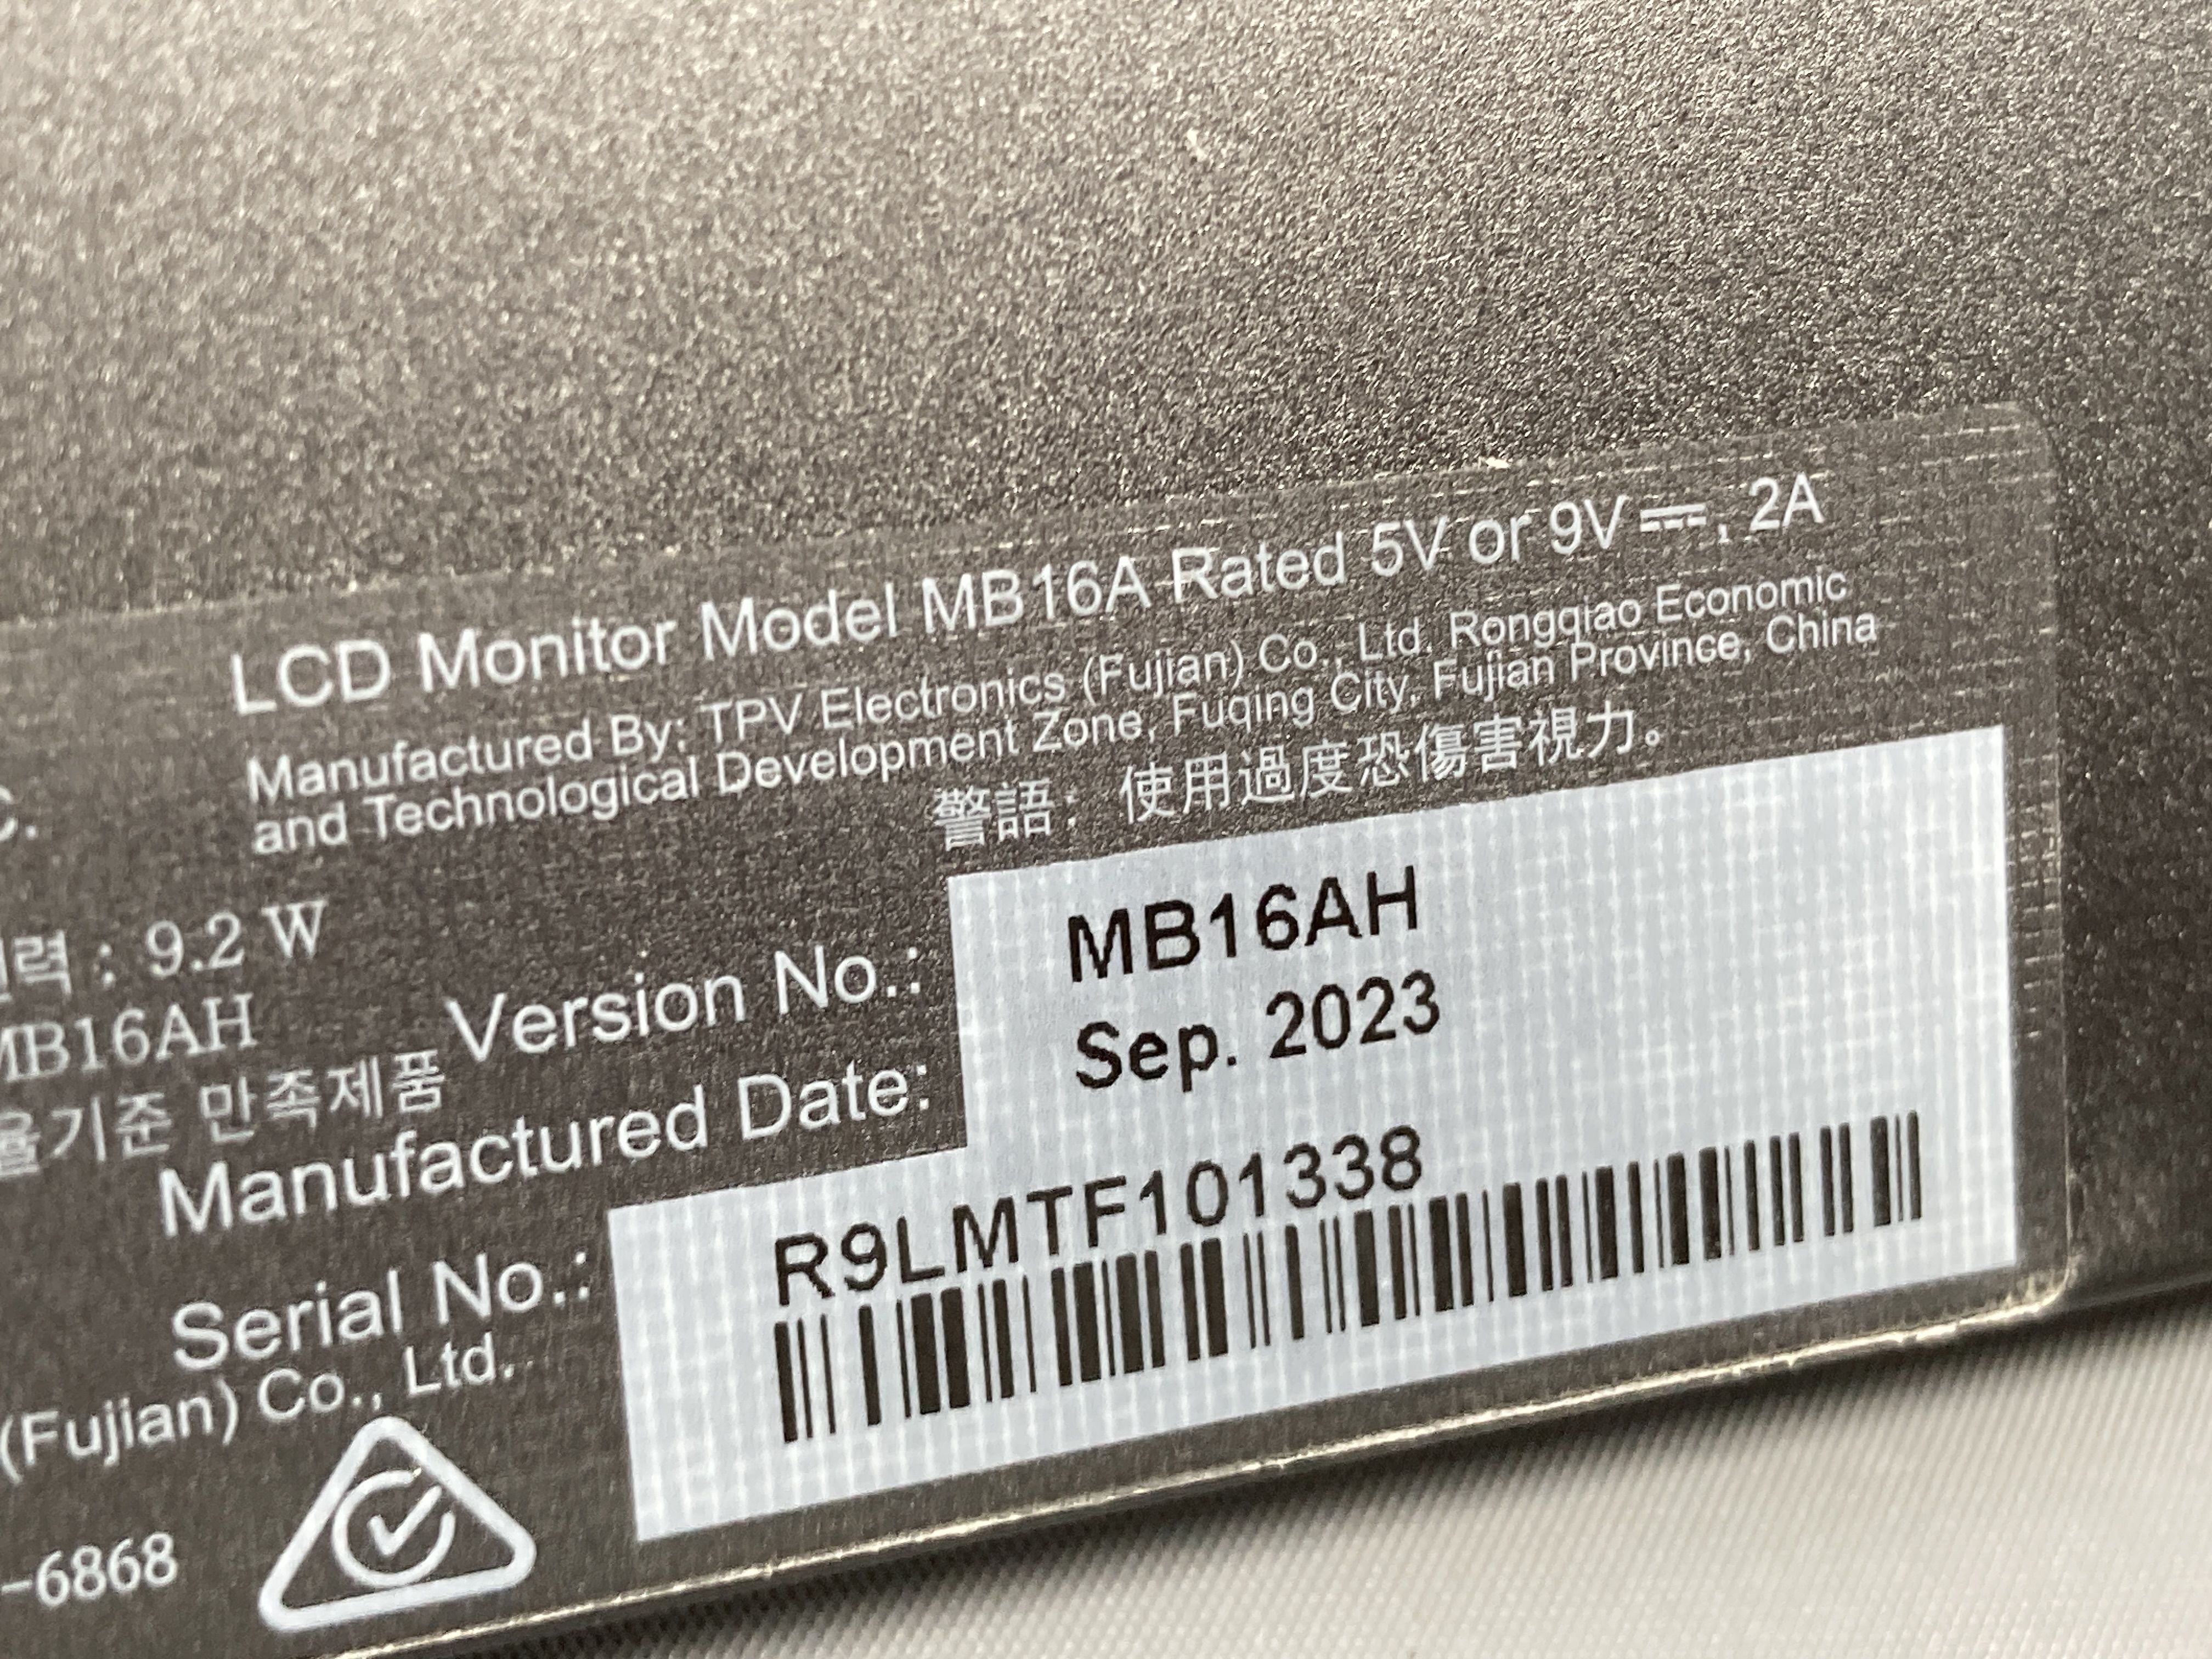 LCD Monitor Model MB16A Rated 5V or 9V⎓, 2A
Manufactured By: TPV Electronics (Fujian) Co., Ltd. Rongqiao Economic
and Technological Development Zone, Fuqing City, Fujian Province, China
警語： 使用過度恐傷害視力。
C.
력 : 9.2 W
MB16AH
율기준 만족제품
Version No.: MB16AH
Manufactured Date: Sep. 2023
Serial No.: R9LMTF101338
(Fujian) Co., Ltd.
-6868